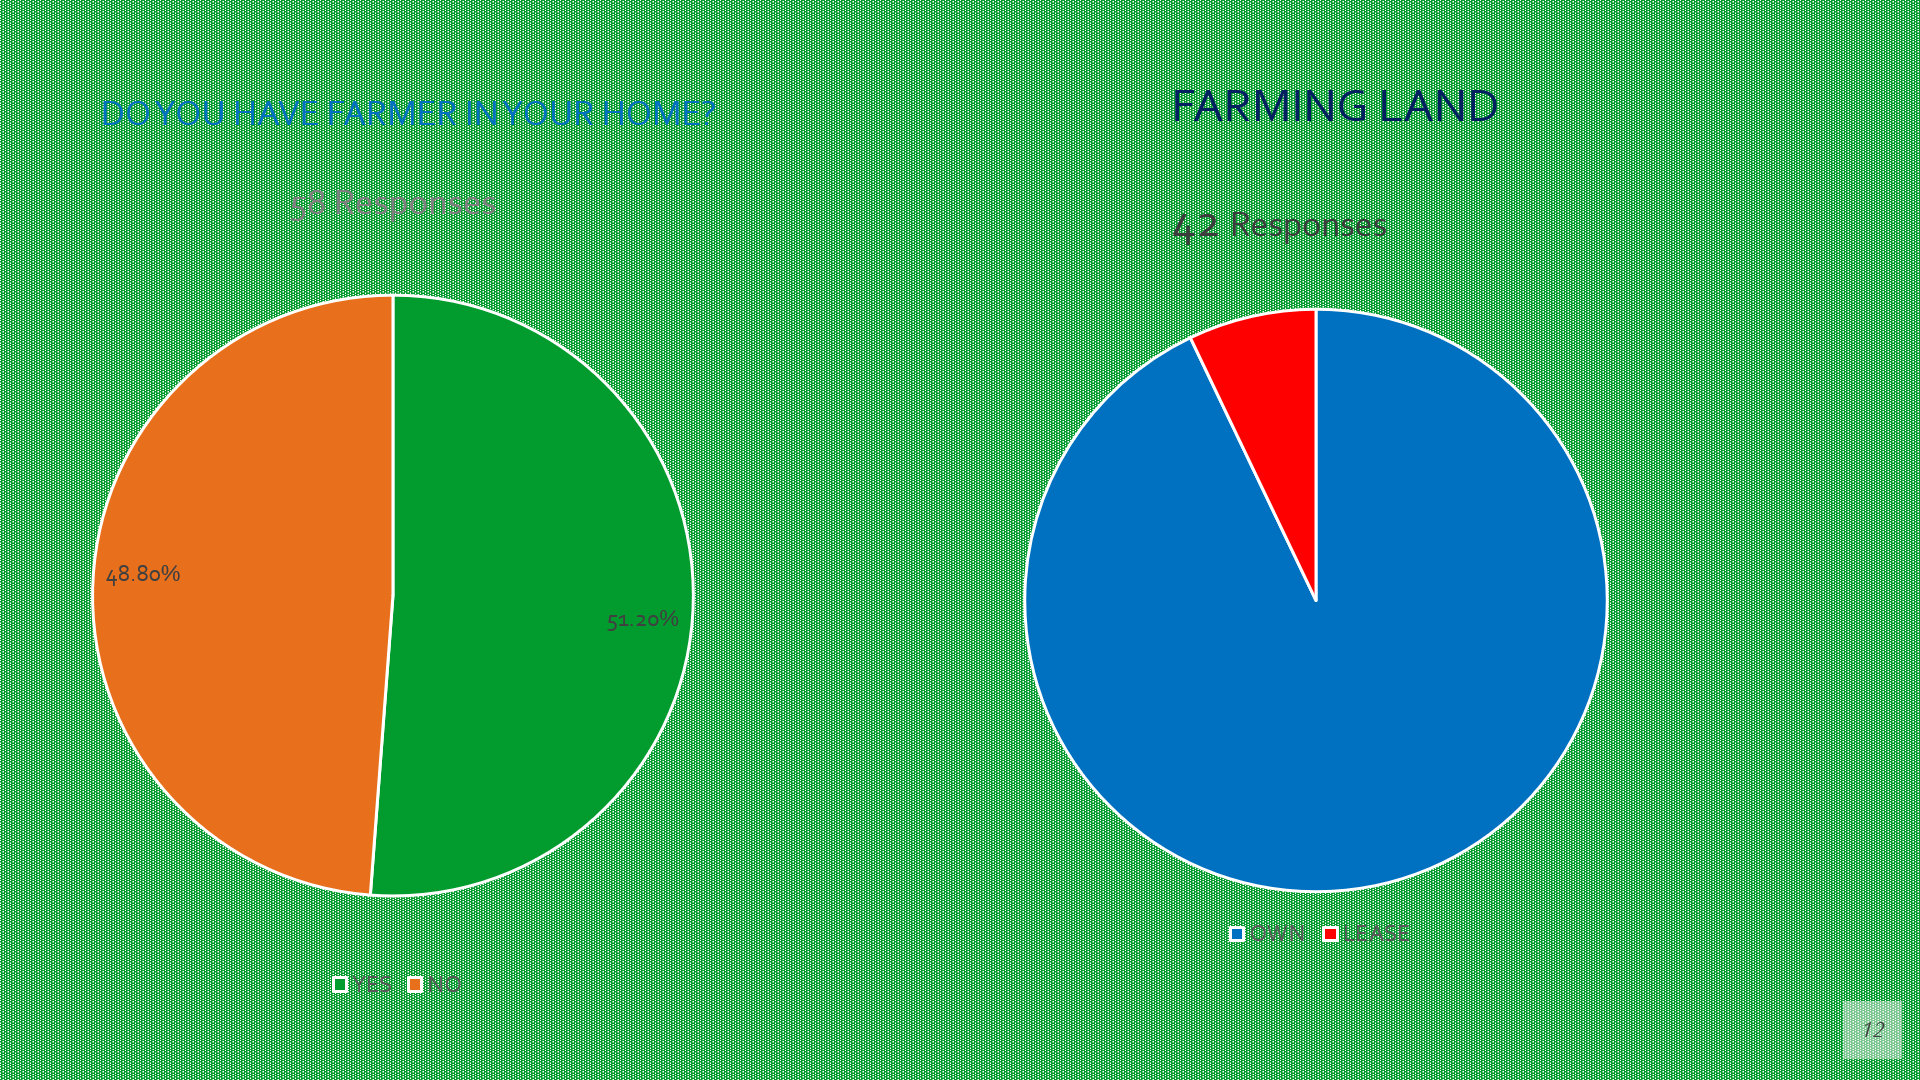 DO YOU HAVE FARMER IN YOUR HOME?
58 Responses
48.80%
51.20%
YES NO
FARMING LAND
42 Responses
OWN LEASE
12